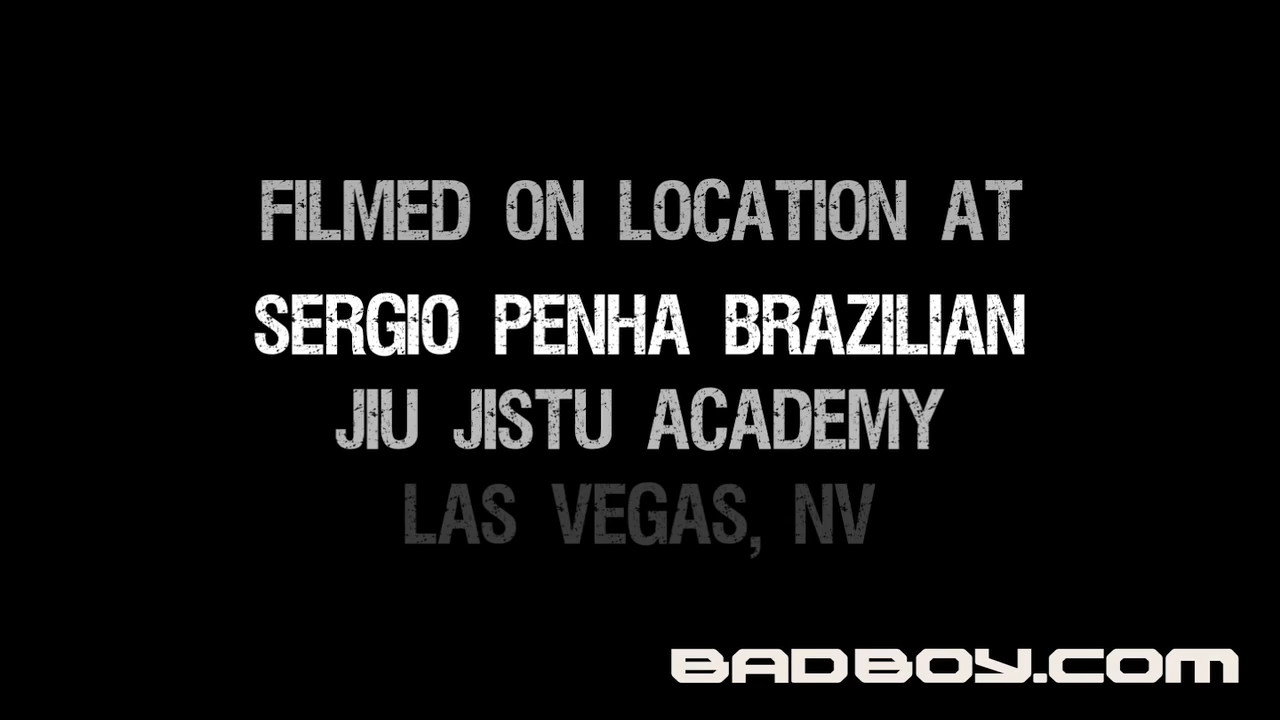 FILMED ON LOCATION AT
SERGIO PENHA BRAZILIAN
JIU JISTU ACADEMY
LAS VEGAS, NV
BADBOY.COM